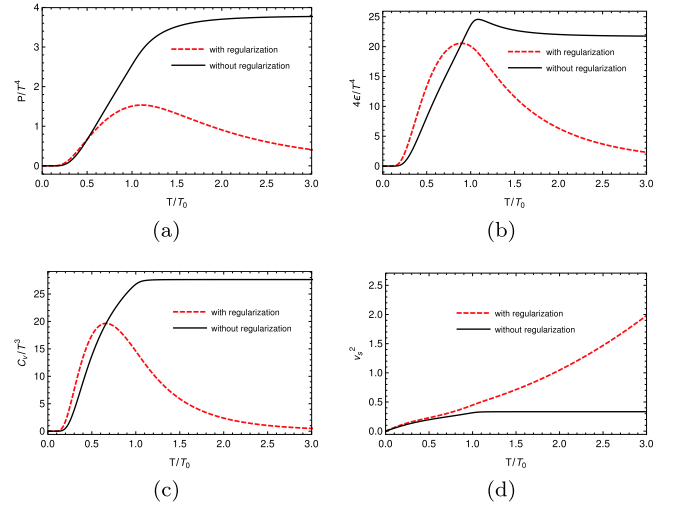 4
3
2
1
0
P/T⁴
with regularization
without regularization
0.0 0.5 1.0 1.5 2.0 2.5 3.0
T/T₀
(a)
25
20
15
10
5
0
4ϵ/T⁴
with regularization
without regularization
0.0 0.5 1.0 1.5 2.0 2.5 3.0
T/T₀
(b)
25
20
15
10
5
0
Cᵥ/T³
with regularization
without regularization
0.0 0.5 1.0 1.5 2.0 2.5 3.0
T/T₀
(c)
2.5
2.0
1.5
1.0
0.5
0.0
vₛ²
with regularization
without regularization
0.0 0.5 1.0 1.5 2.0 2.5 3.0
T/T₀
(d)